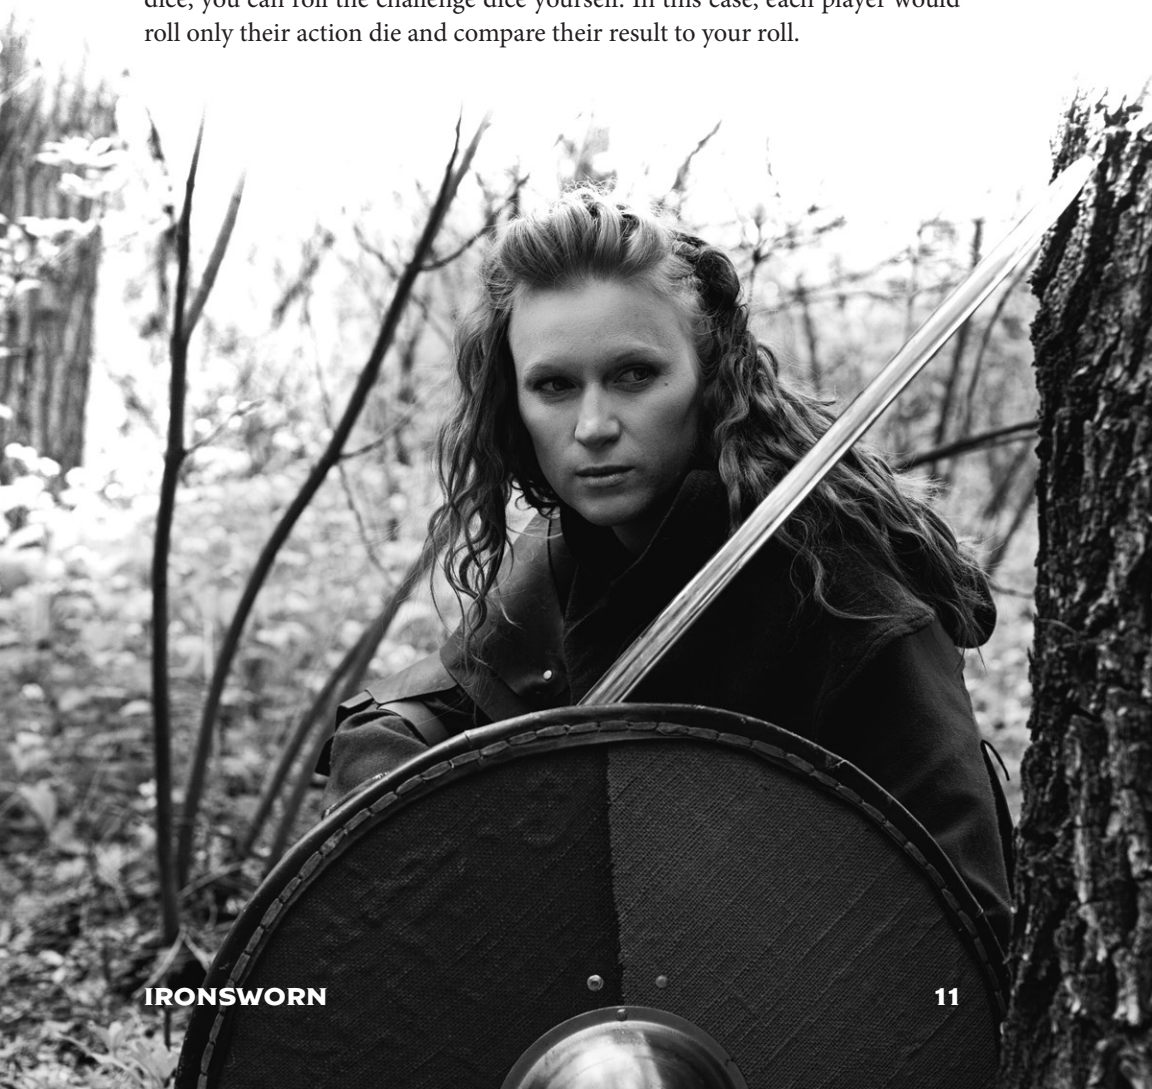 dice, you can roll the challenge dice yourself. In this case, each player would
roll only their action die and compare their result to your roll.
IRONSWORN
11